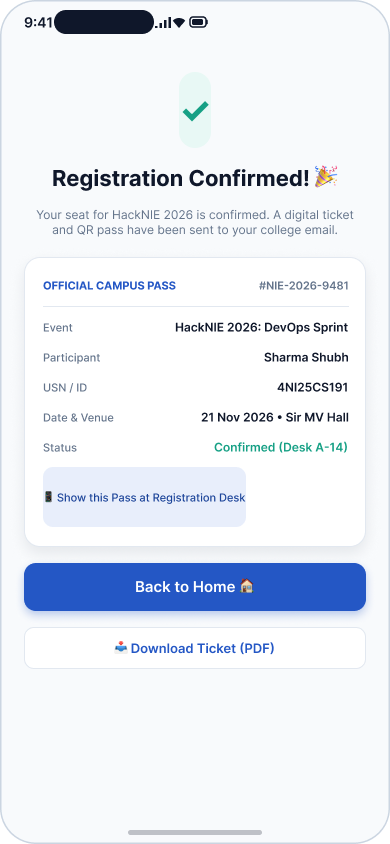 9:41
Registration Confirmed! 🎉
Your seat for HackNIE 2026 is confirmed. A digital ticket
and QR pass have been sent to your college email.
OFFICIAL CAMPUS PASS #NIE-2026-9481
Event HackNIE 2026: DevOps Sprint
Participant Sharma Shubh
USN / ID 4NI25CS191
Date & Venue 21 Nov 2026 • Sir MV Hall
Status Confirmed (Desk A-14)
📱 Show this Pass at Registration Desk
Back to Home 🏠
📥 Download Ticket (PDF)